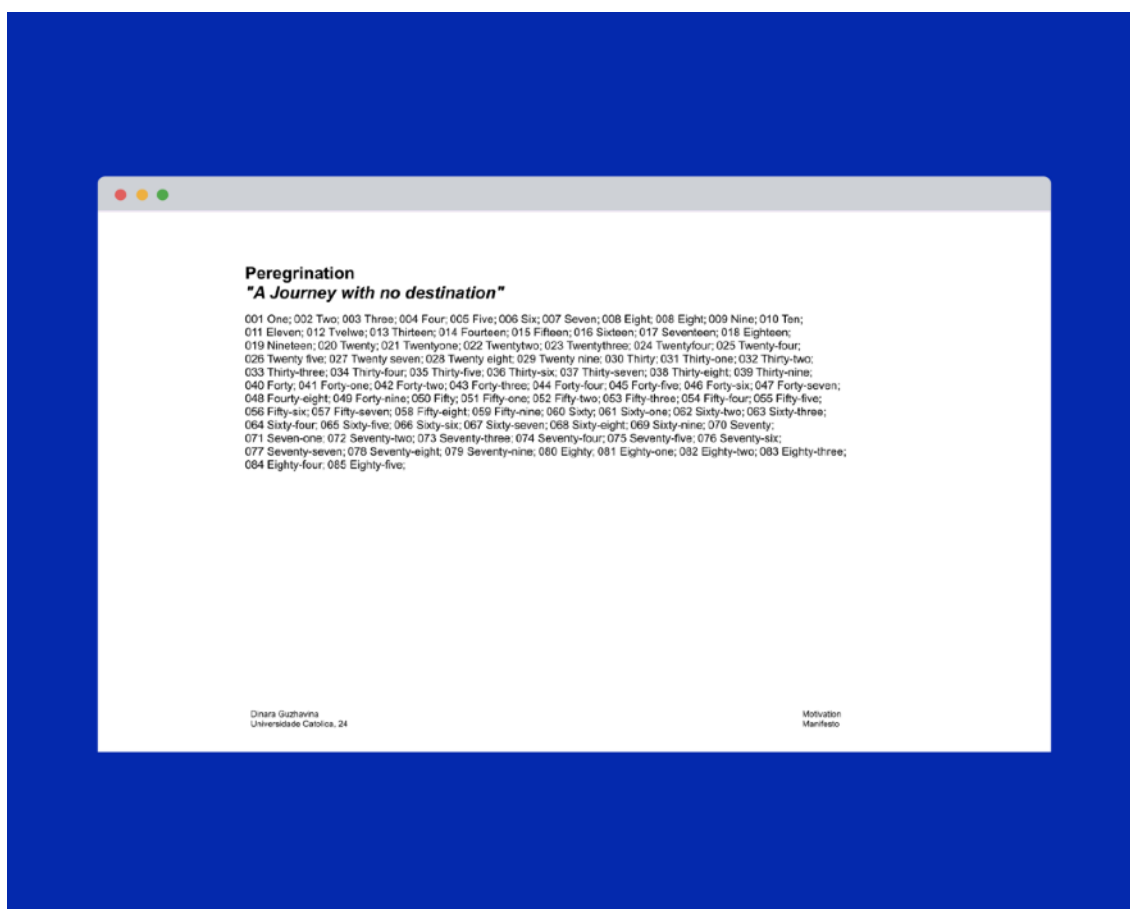 Peregrination
"A Journey with no destination"
001 One; 002 Two; 003 Three; 004 Four; 005 Five; 006 Six; 007 Seven; 008 Eight; 008 Eight; 009 Nine; 010 Ten;
011 Eleven; 012 Tvelwe; 013 Thirteen; 014 Fourteen; 015 Fifteen; 016 Sixteen; 017 Seventeen; 018 Eighteen;
019 Nineteen; 020 Twenty; 021 Twentyone; 022 Twentytwo; 023 Twentythree; 024 Twentyfour; 025 Twenty-four;
026 Twenty five; 027 Twenty seven; 028 Twenty eight; 029 Twenty nine; 030 Thirty; 031 Thirty-one; 032 Thirty-two;
033 Thirty-three; 034 Thirty-four; 035 Thirty-five; 036 Thirty-six; 037 Thirty-seven; 038 Thirty-eight; 039 Thirty-nine;
040 Forty; 041 Forty-one; 042 Forty-two; 043 Forty-three; 044 Forty-four; 045 Forty-five; 046 Forty-six; 047 Forty-seven;
048 Fourty-eight; 049 Forty-nine; 050 Fifty; 051 Fifty-one; 052 Fifty-two; 053 Fifty-three; 054 Fifty-four; 055 Fifty-five;
056 Fifty-six; 057 Fifty-seven; 058 Fifty-eight; 059 Fifty-nine; 060 Sixty; 061 Sixty-one; 062 Sixty-two; 063 Sixty-three;
064 Sixty-four; 065 Sixty-five; 066 Sixty-six; 067 Sixty-seven; 068 Sixty-eight; 069 Sixty-nine; 070 Seventy;
071 Seven-one; 072 Seventy-two; 073 Seventy-three; 074 Seventy-four; 075 Seventy-five; 076 Seventy-six;
077 Seventy-seven; 078 Seventy-eight; 079 Seventy-nine; 080 Eighty; 081 Eighty-one; 082 Eighty-two; 083 Eighty-three;
084 Eighty-four; 085 Eighty-five;
Dinara Guzhavina
Universidade Catolica, 24
Motivation
Manifesto